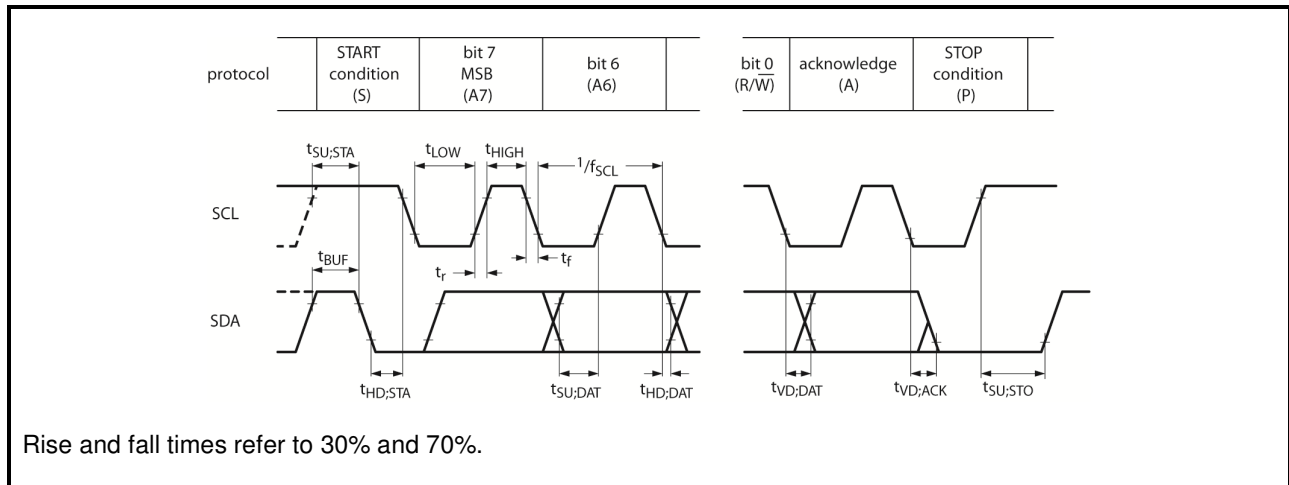 protocol
START
condition
(S)
bit 7
MSB
(A7)
bit 6
(A6)
bit 0
(R/W̅)
acknowledge
(A)
STOP
condition
(P)
tSU;STA
tLOW
tHIGH
1/fSCL
SCL
tBUF
tr
tf
SDA
tHD;STA
tSU;DAT
tHD;DAT
tVD;DAT
tVD;ACK
tSU;STO
Rise and fall times refer to 30% and 70%.